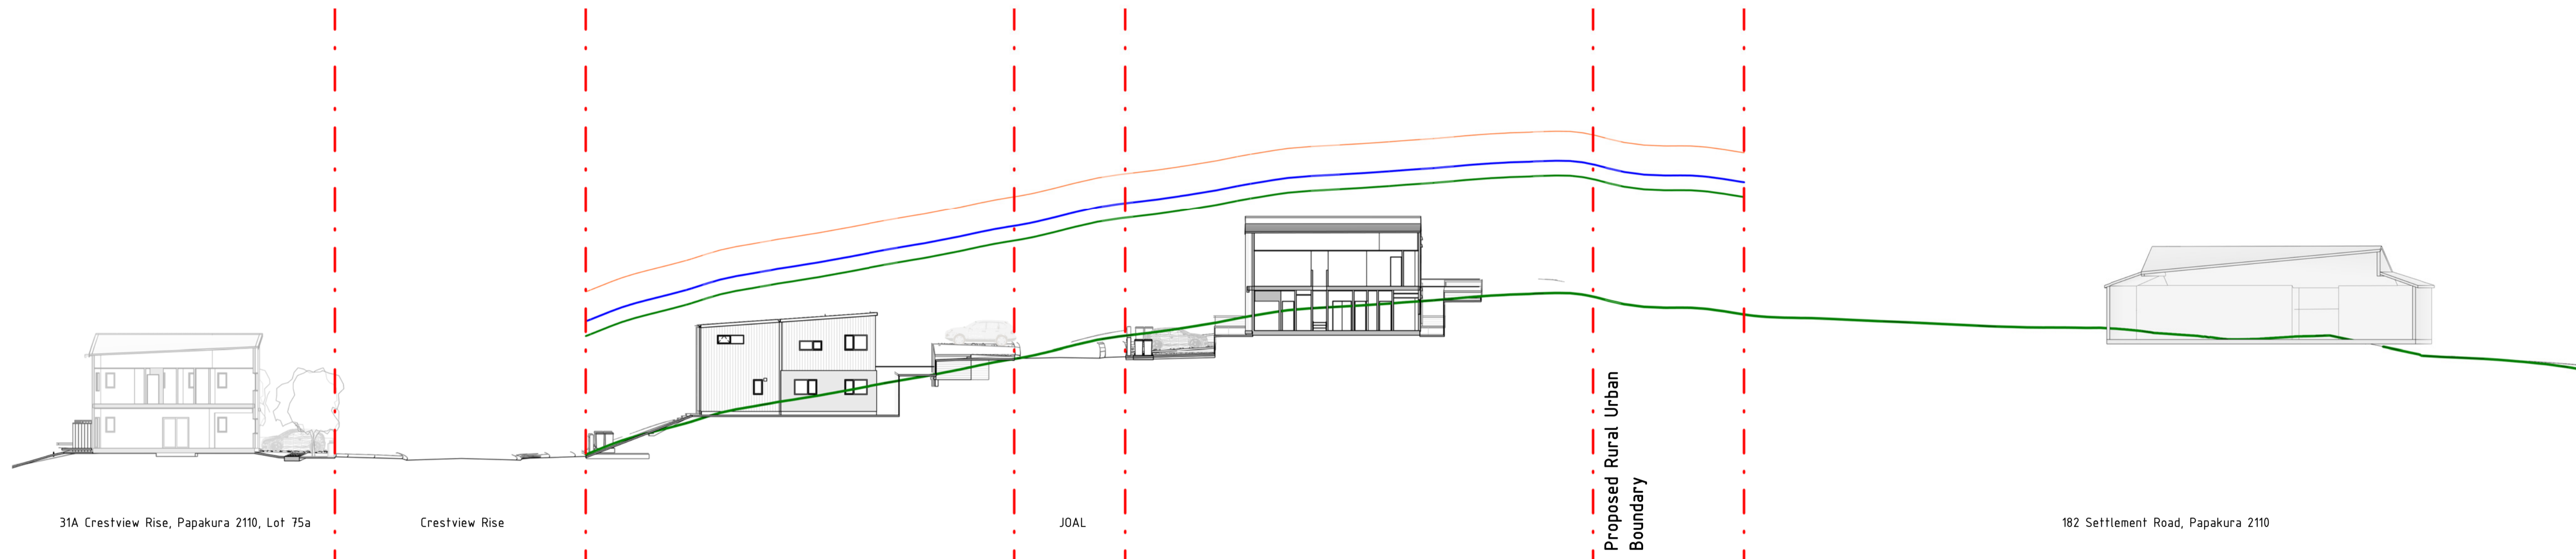 31A Crestview Rise, Papakura 2110, Lot 75a
Crestview Rise
JOAL
Proposed Rural Urban
Boundary
182 Settlement Road, Papakura 2110